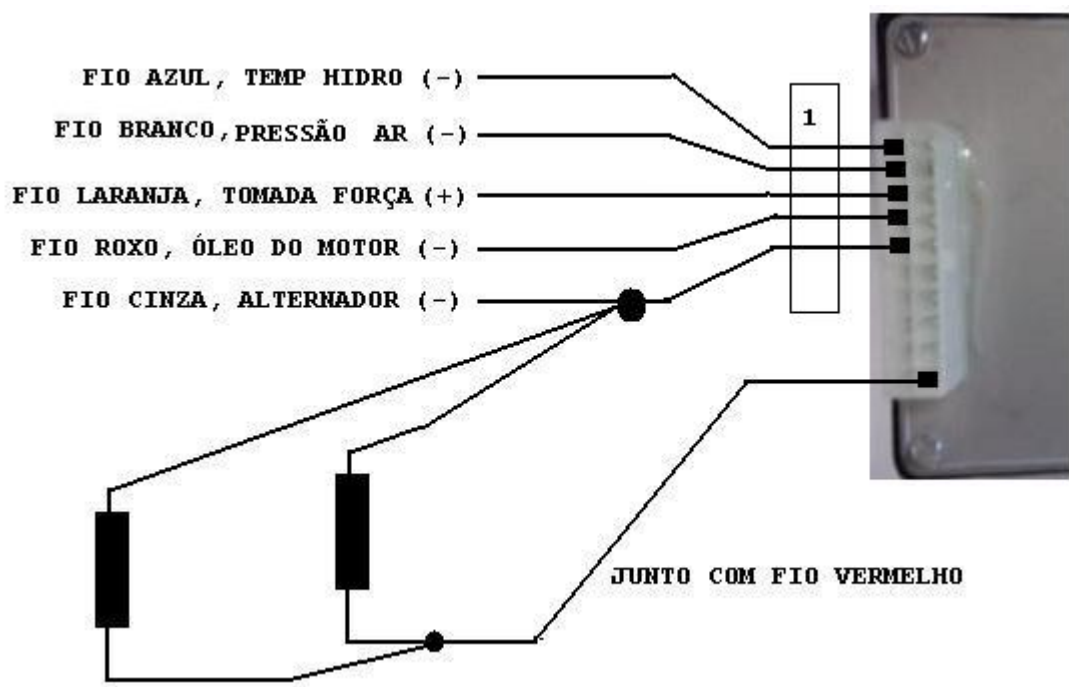 FIO AZUL, TEMP HIDRO (-)
1
FIO BRANCO, PRESSÃO AR (-)
FIO LARANJA, TOMADA FORÇA (+)
FIO ROXO, ÓLEO DO MOTOR (-)
FIO CINZA, ALTERNADOR (-)
JUNTO COM FIO VERMELHO